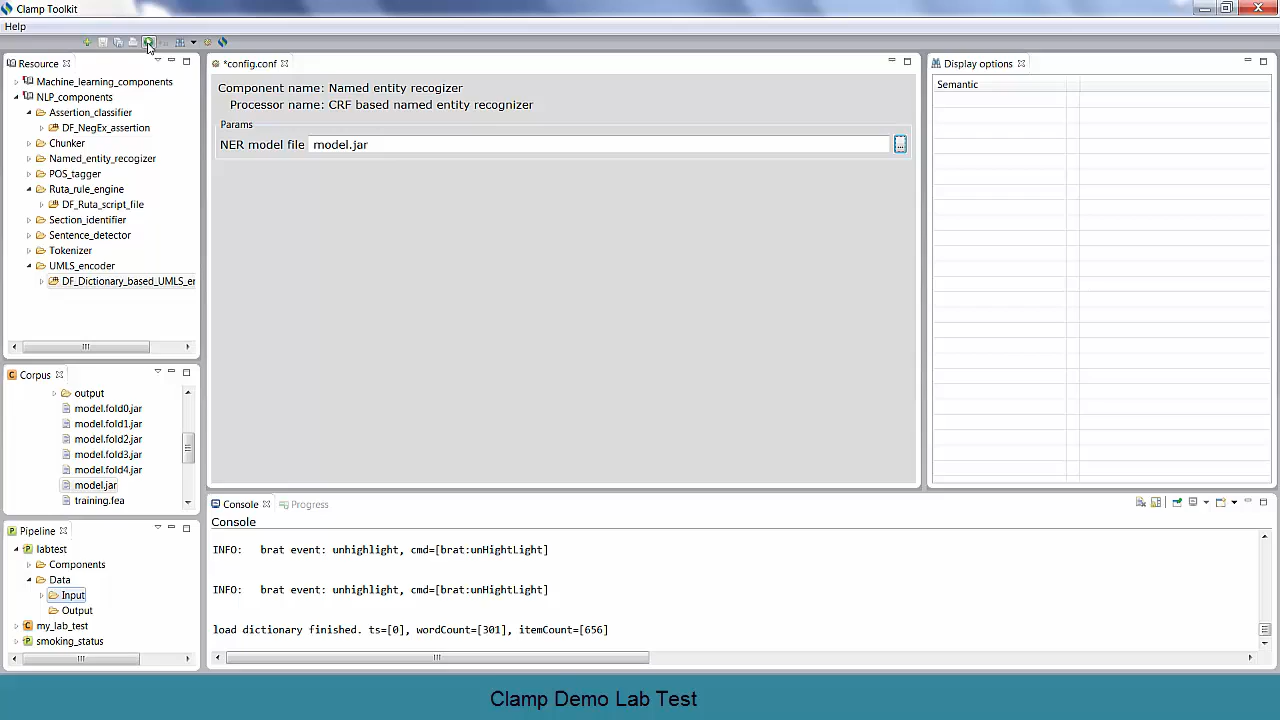 Clamp Toolkit
Help
Resource
Machine_learning_components
NLP_components
Assertion_classifier
DF_NegEx_assertion
Chunker
Named_entity_recogizer
POS_tagger
Ruta_rule_engine
DF_Ruta_script_file
Section_identifier
Sentence_detector
Tokenizer
UMLS_encoder
DF_Dictionary_based_UMLS_er
Corpus
output
model.fold0.jar
model.fold1.jar
model.fold2.jar
model.fold3.jar
model.fold4.jar
model.jar
training.fea
Pipeline
labtest
Components
Data
Input
Output
my_lab_test
smoking_status
*config.conf
Component name: Named entity recogizer
Processor name: CRF based named entity recognizer
Params
NER model file model.jar ...
Display options
Semantic
Console Progress
Console
INFO: brat event: unhighlight, cmd=[brat:unHightLight]
INFO: brat event: unhighlight, cmd=[brat:unHightLight]
load dictionary finished. ts=[0], wordCount=[301], itemCount=[656]
Clamp Demo Lab Test